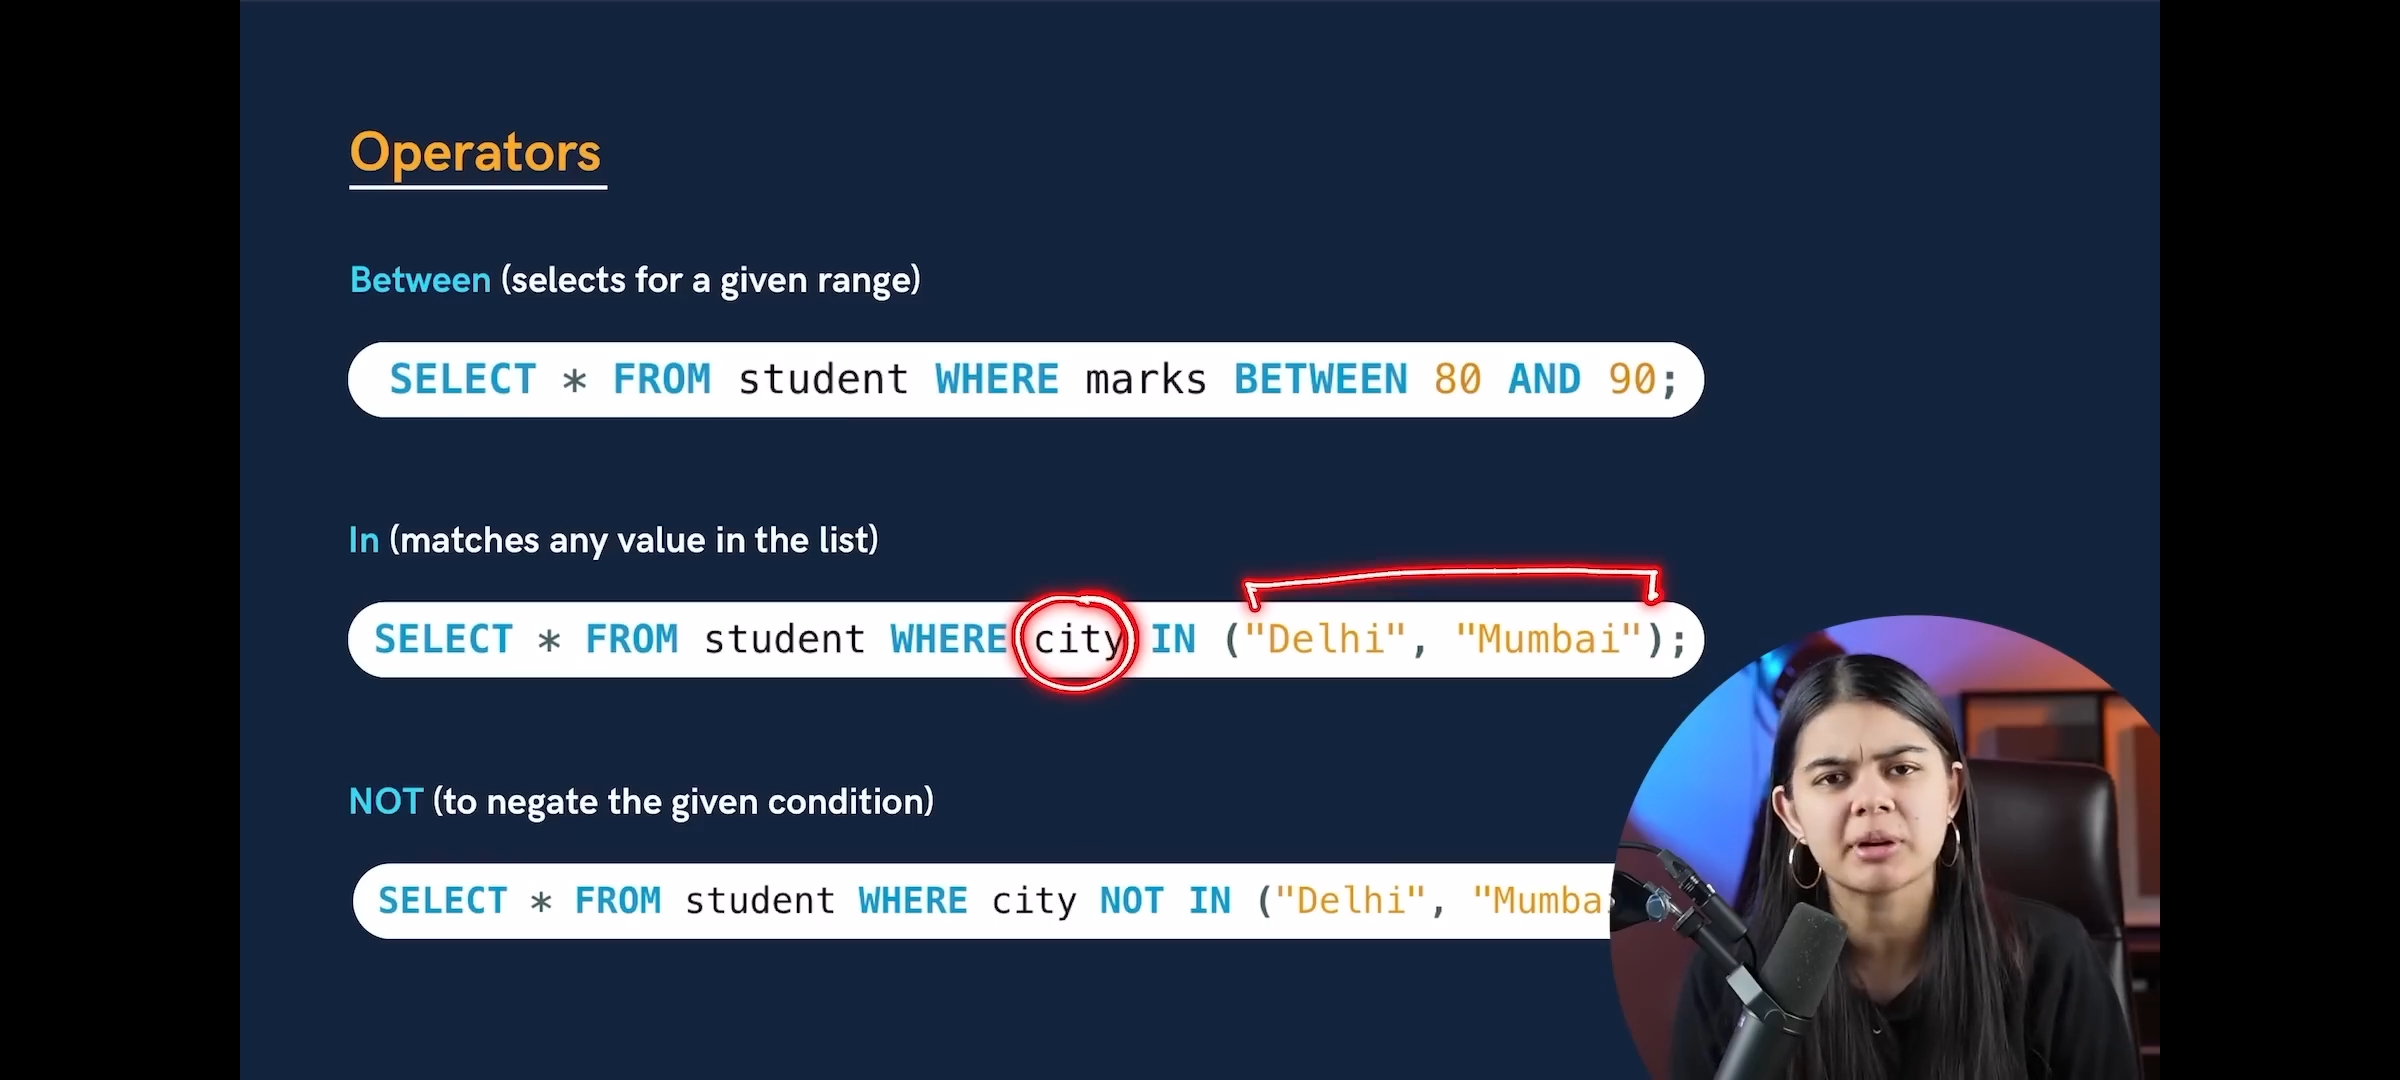 Operators
Between (selects for a given range)
SELECT * FROM student WHERE marks BETWEEN 80 AND 90;
In (matches any value in the list)
SELECT * FROM student WHERE city IN ("Delhi", "Mumbai");
NOT (to negate the given condition)
SELECT * FROM student WHERE city NOT IN ("Delhi", "Mumba